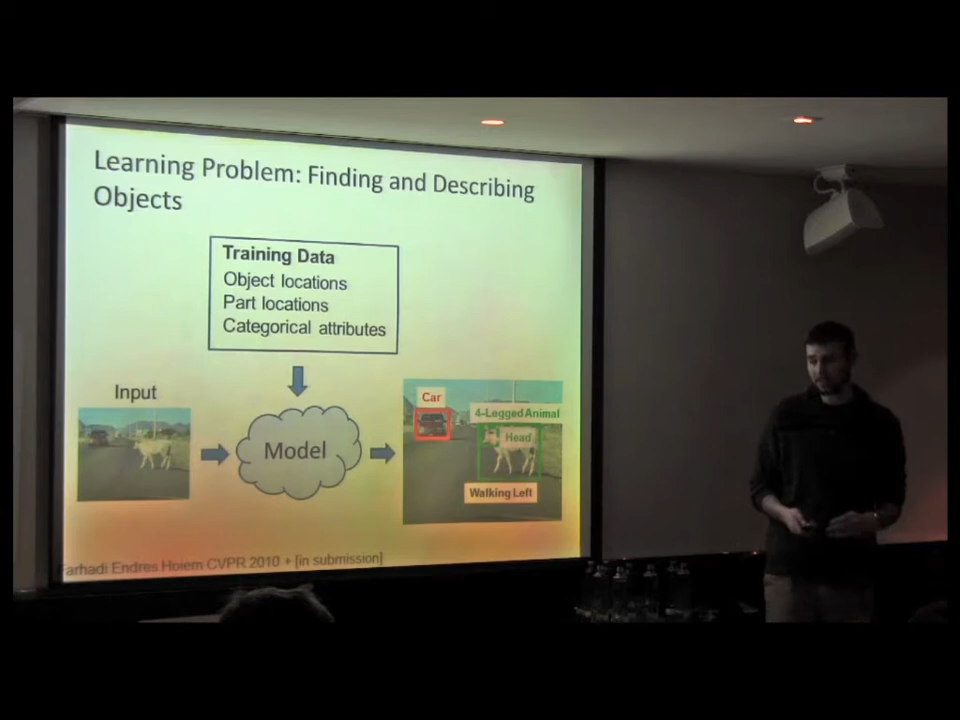 Learning Problem: Finding and Describing
Objects
Training Data
Object locations
Part locations
Categorical attributes
Input
Model
Car
4-Legged Animal
Head
Walking Left
Farhadi Endres Hoiem CVPR 2010 + [in submission]